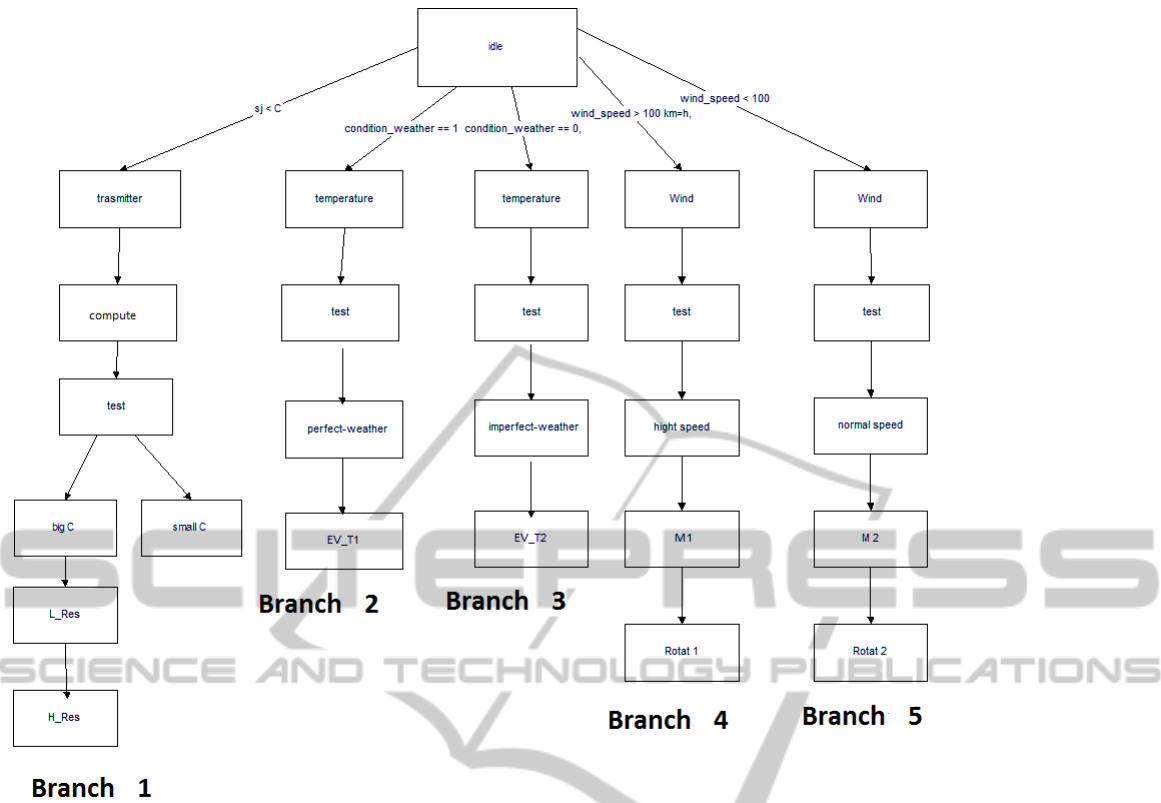 idle
sj < C
condition_weather == 1
condition_weather == 0,
wind_speed > 100 km=h,
wind_speed < 100
trasmitter
temperature
temperature
Wind
Wind
compute
test
test
test
test
test
perfect-weather
imperfect-weather
hight speed
normal speed
big C
small C
EV_T1
EV_T2
M1
M 2
L_Res
Rotat 1
Rotat 2
H_Res
Branch 1
Branch 2
Branch 3
Branch 4
Branch 5
SCITEPRESS
SCIENCE AND TECHNOLOGY PUBLICATIONS